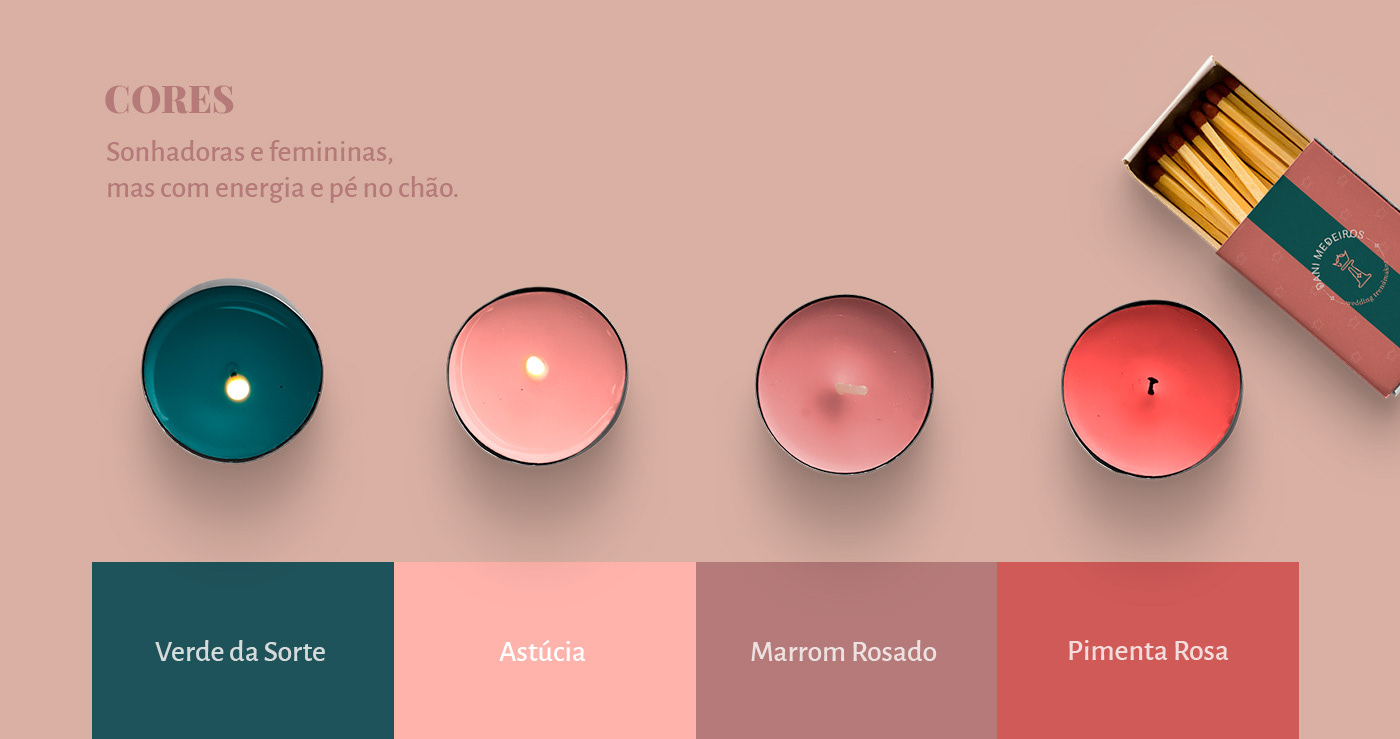 CORES
Sonhadoras e femininas,
mas com energia e pé no chão.
DANI MEDEIROS
wedding trendmaker
Verde da Sorte
Astúcia
Marrom Rosado
Pimenta Rosa